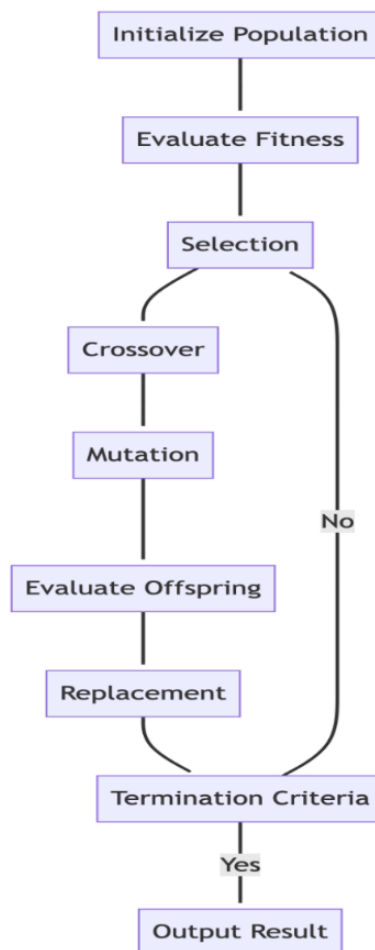 Initialize Population
Evaluate Fitness
Selection
Crossover
Mutation
No
Evaluate Offspring
Replacement
Termination Criteria
Yes
Output Result